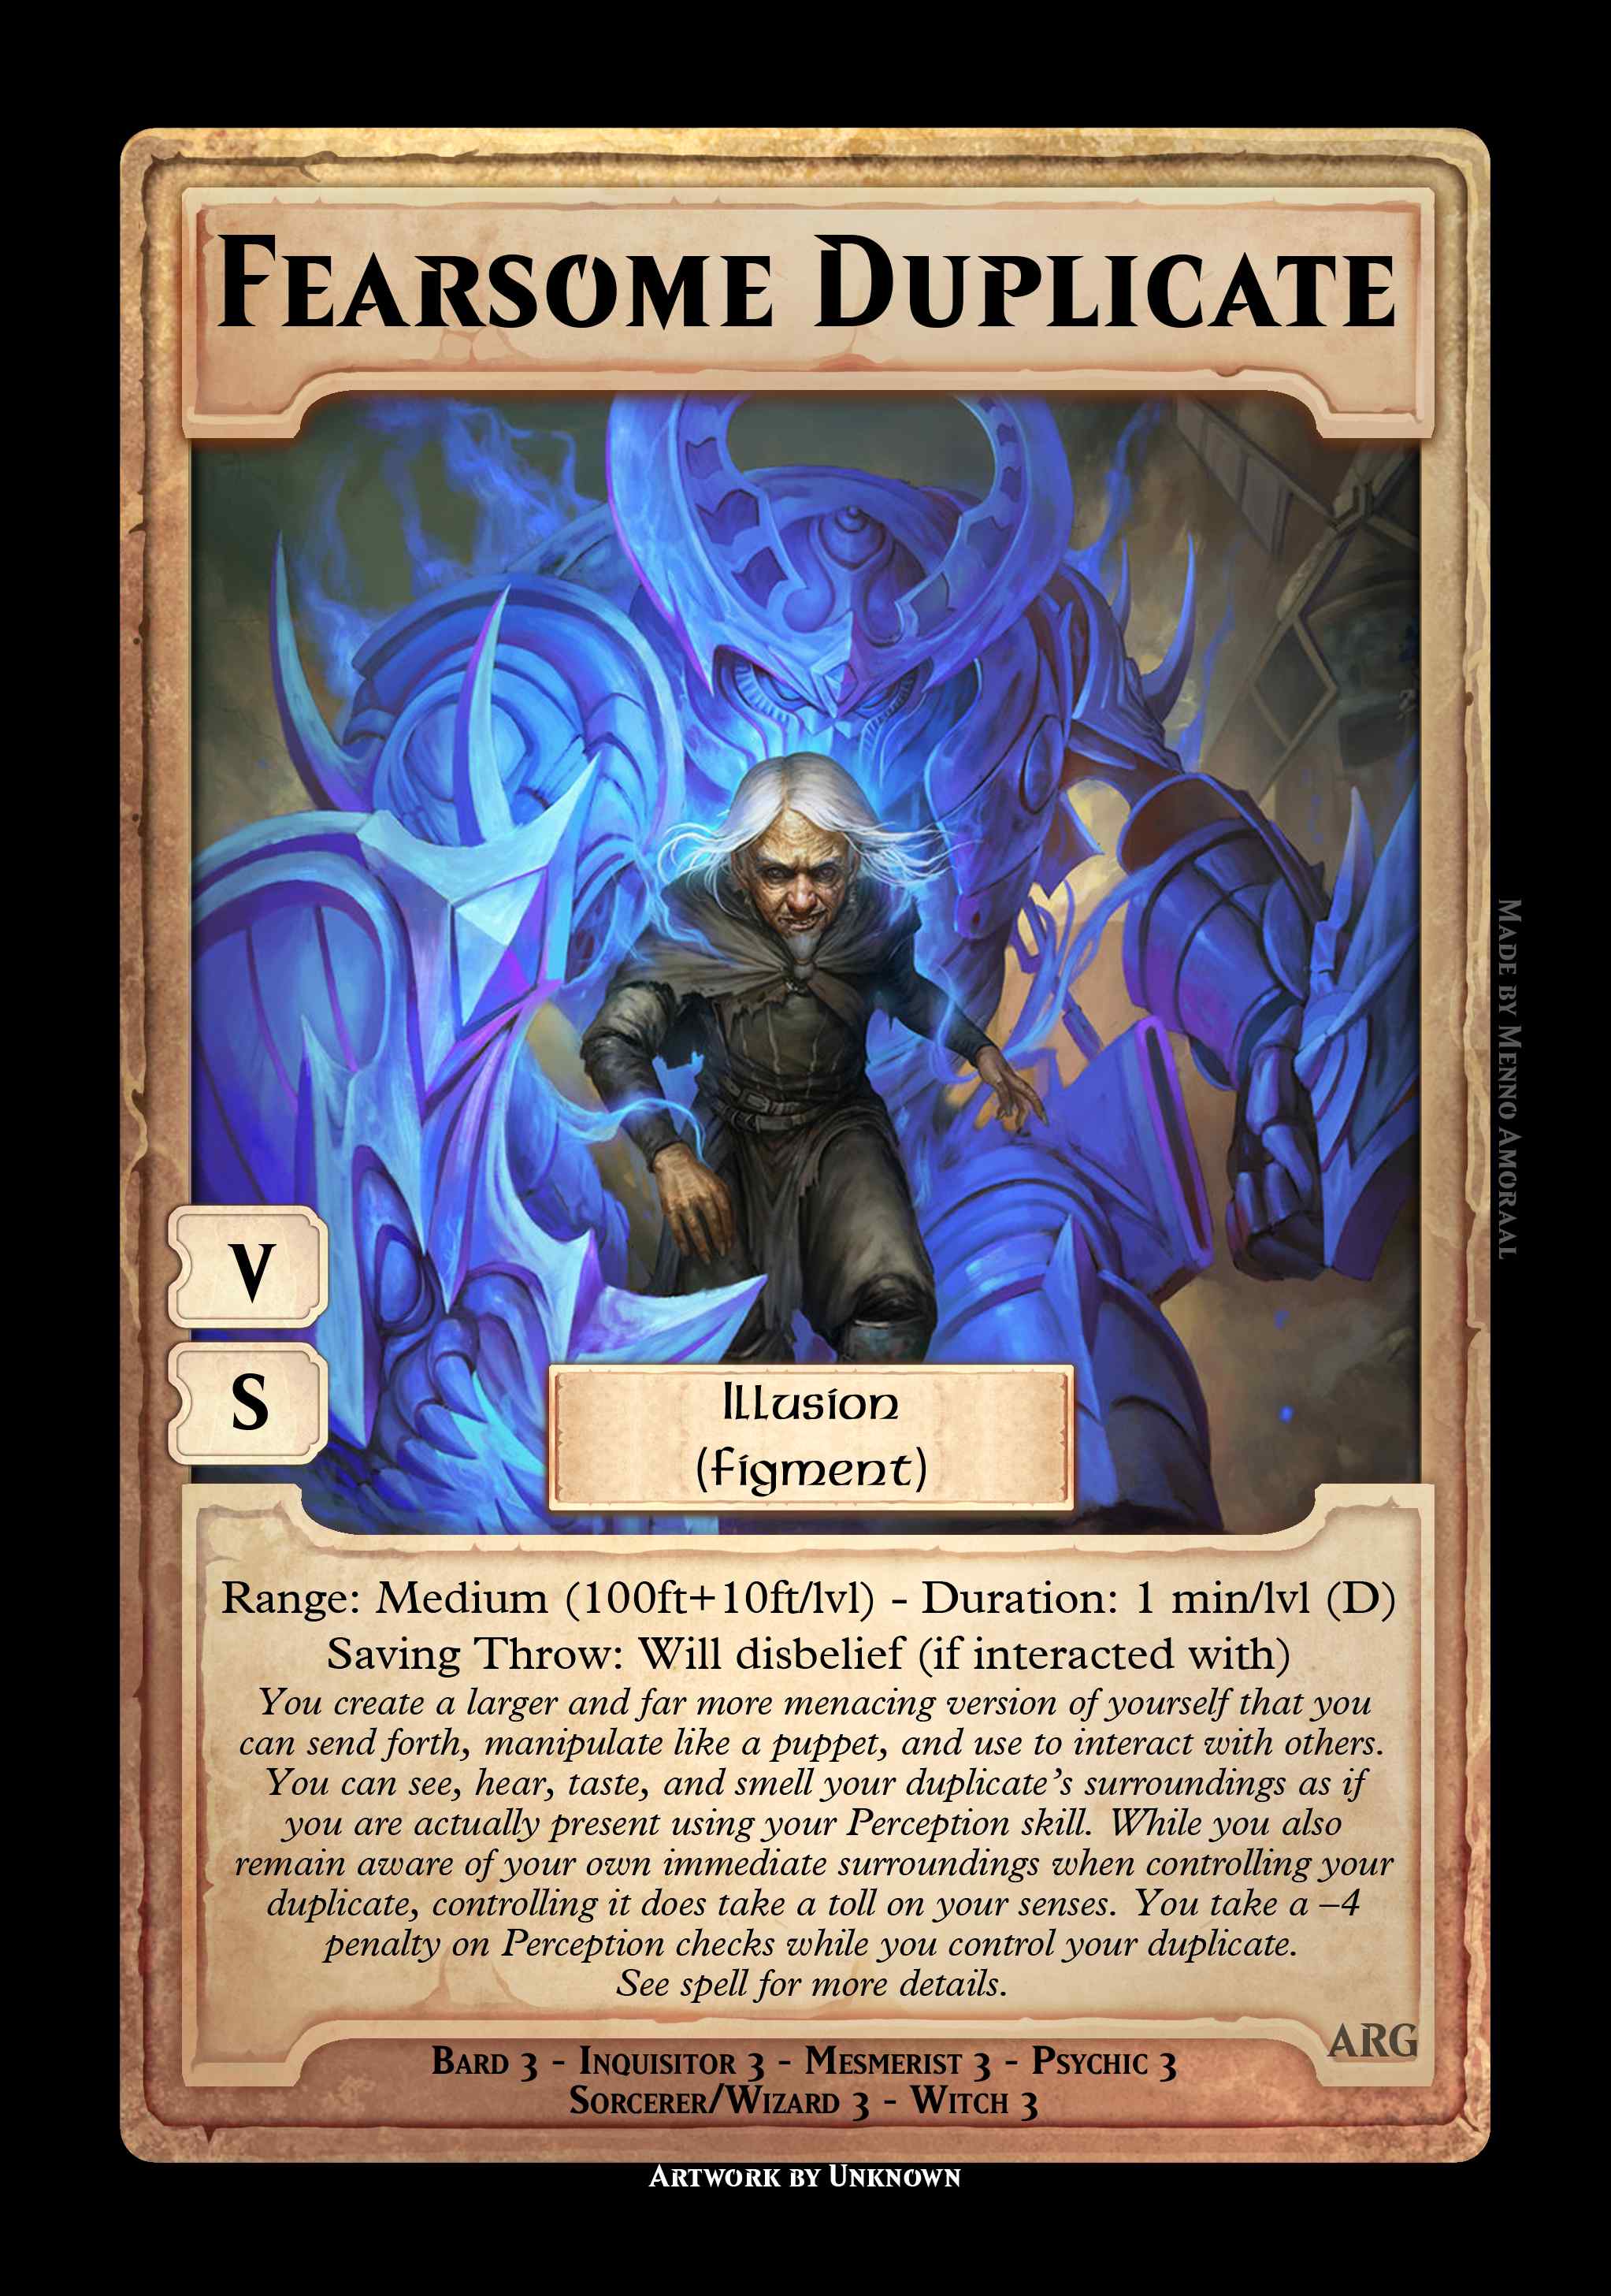 Fearsome Duplicate
V
S
Illusion
(Figment)
Range: Medium (100ft+10ft/lvl) - Duration: 1 min/lvl (D)
Saving Throw: Will disbelief (if interacted with)
You create a larger and far more menacing version of yourself that you
can send forth, manipulate like a puppet, and use to interact with others.
You can see, hear, taste, and smell your duplicate’s surroundings as if
you are actually present using your Perception skill. While you also
remain aware of your own immediate surroundings when controlling your
duplicate, controlling it does take a toll on your senses. You take a –4
penalty on Perception checks while you control your duplicate.
See spell for more details.
ARG
Bard 3 - Inquisitor 3 - Mesmerist 3 - Psychic 3
Sorcerer/Wizard 3 - Witch 3
Artwork by Unknown
Made by Menno Amoraal